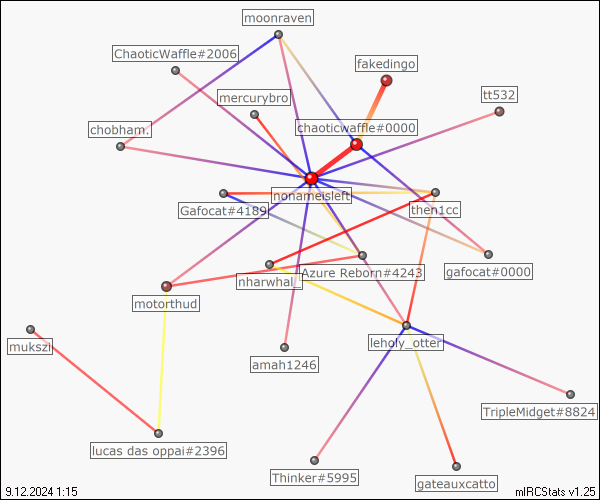 moonraven
ChaoticWaffle#2006
fakedingo
mercurybro
tt532
chobham.
chaoticwaffle#0000
nonameisleft
Gafocat#4189
then1cc
nharwhal_
Azure Reborn#4243
gafocat#0000
motorthud
leholy_otter
mukszi
amah1246
TripleMidget#8824
lucas das oppai#2396
Thinker#5995
gateauxcatto
9.12.2024 1:15
mIRCStats v1.25